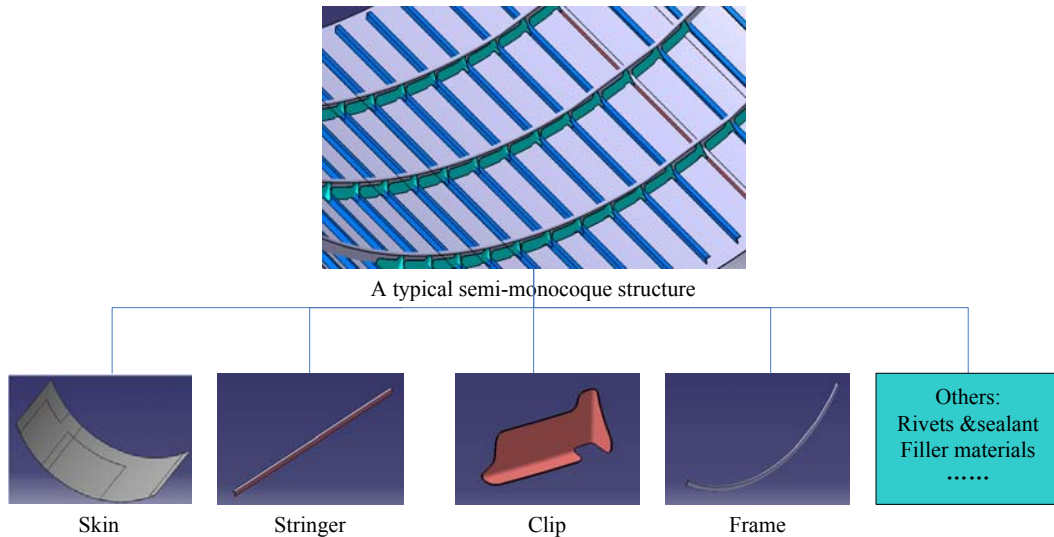 A typical semi-monocoque structure
Others:
Rivets &sealant
Filler materials
......
Skin
Stringer
Clip
Frame